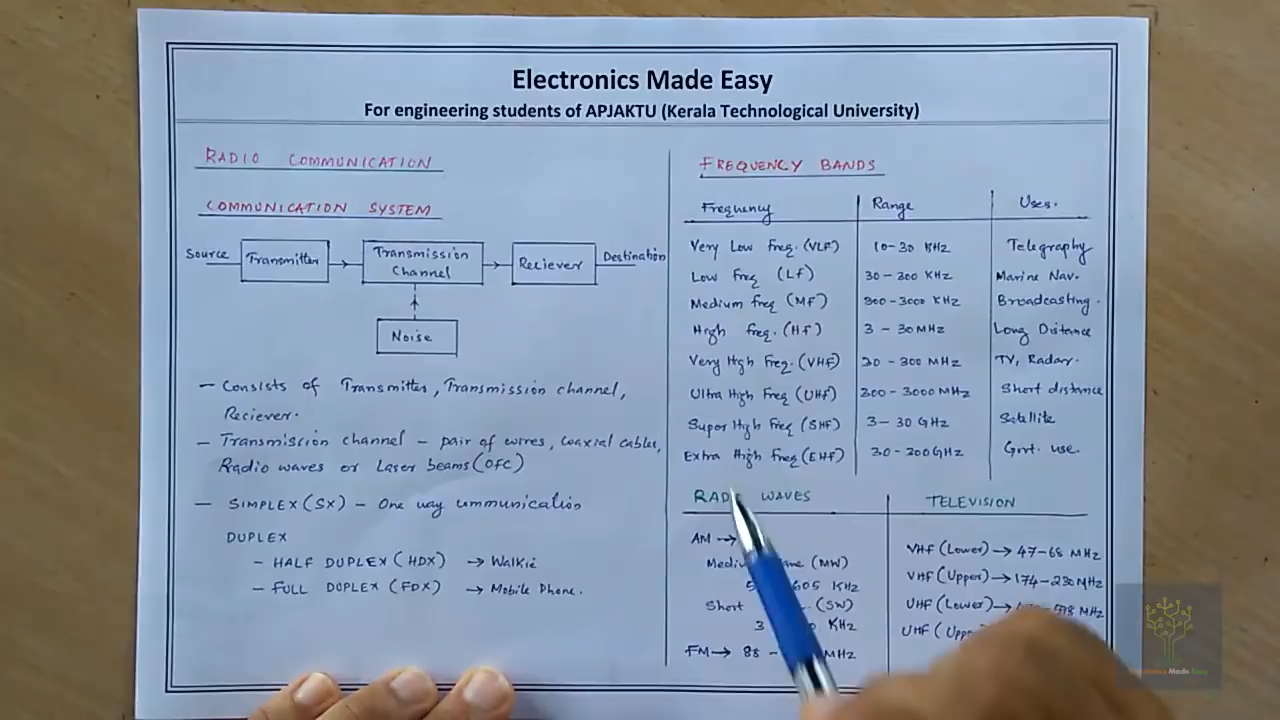 Electronics Made Easy
For engineering students of APJAKTU (Kerala Technological University)
RADIO COMMUNICATION
COMMUNICATION SYSTEM
Source
Transmitter
Transmission
Channel
Reciever
Destination
Noise
– Consists of Transmitter, Transmission channel,
Reciever.
– Transmission channel – pair of wires, coaxial cables,
Radio waves or Laser beams (OFC)
– SIMPLEX (SX) – One way communication
DUPLEX
– HALF DUPLEX (HDX) → Walkie
– FULL DUPLEX (FDX) → Mobile Phone.
FREQUENCY BANDS
Frequency Range Uses.
Very Low Freq. (VLF) 10-30 KHz Telegraphy
Low Freq (LF) 30-300 KHz Marine Nav.
Medium freq (MF) 300-3000 KHz Broadcasting.
High freq. (HF) 3 – 30 MHz Long Distance
Very High Freq. (VHF) 30-300 MHz TV, Radar.
Ultra High Freq (UHF) 300-3000 MHz Short distance
Super High Freq (SHF) 3-30 GHz Satellite
Extra High Freq (EHF) 30-300 GHz Govt. use.
RADIO WAVES
AM →
(MW)
KHz
Short (SW)
3 KHz
FM → 88 – MHz
TELEVISION
VHF (Lower) → 47-68 MHz
VHF (Upper) → 174-230 MHz
UHF (Lower) → MHz
UHF (
Made Easy